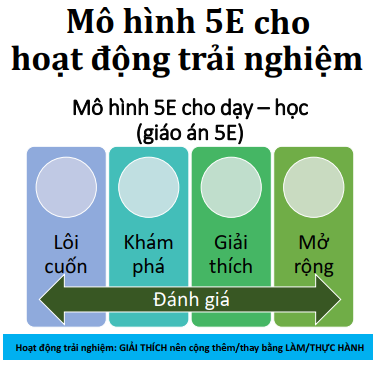 Mô hình 5E cho
hoạt động trải nghiệm
Mô hình 5E cho dạy – học
(giáo án 5E)
Lôi
cuốn
Khám
phá
Giải
thích
Mở
rộng
Đánh giá
Hoạt động trải nghiệm: GIẢI THÍCH nên cộng thêm/thay bằng LÀM/THỰC HÀNH